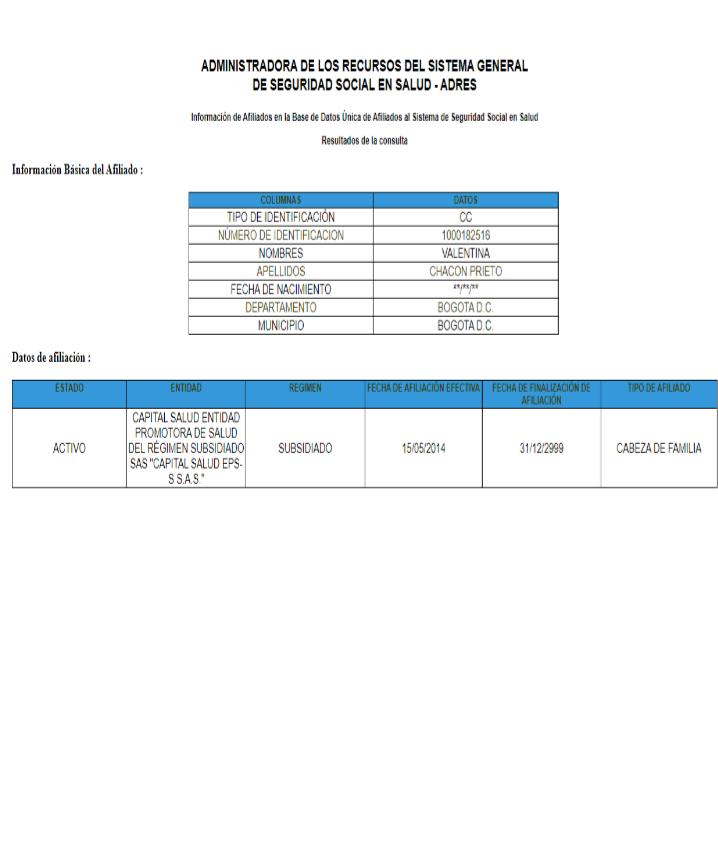 ADMINISTRADORA DE LOS RECURSOS DEL SISTEMA GENERAL
DE SEGURIDAD SOCIAL EN SALUD - ADRES
Información de Afiliados en la Base de Datos Única de Afiliados al Sistema de Seguridad Social en Salud
Resultados de la consulta
Información Básica del Afiliado :
COLUMNAS DATOS
TIPO DE IDENTIFICACIÓN CC
NÚMERO DE IDENTIFICACION 1000182516
NOMBRES VALENTINA
APELLIDOS CHACON PRIETO
FECHA DE NACIMIENTO **/**/**
DEPARTAMENTO BOGOTA D.C.
MUNICIPIO BOGOTA D.C.
Datos de afiliación :
ESTADO ENTIDAD REGIMEN FECHA DE AFILIACIÓN EFECTIVA FECHA DE FINALIZACIÓN DE TIPO DE AFILIADO
AFILIACIÓN
CAPITAL SALUD ENTIDAD
PROMOTORA DE SALUD
ACTIVO DEL RÉGIMEN SUBSIDIADO SUBSIDIADO 15/05/2014 31/12/2999 CABEZA DE FAMILIA
SAS "CAPITAL SALUD EPS-
S S.A.S."